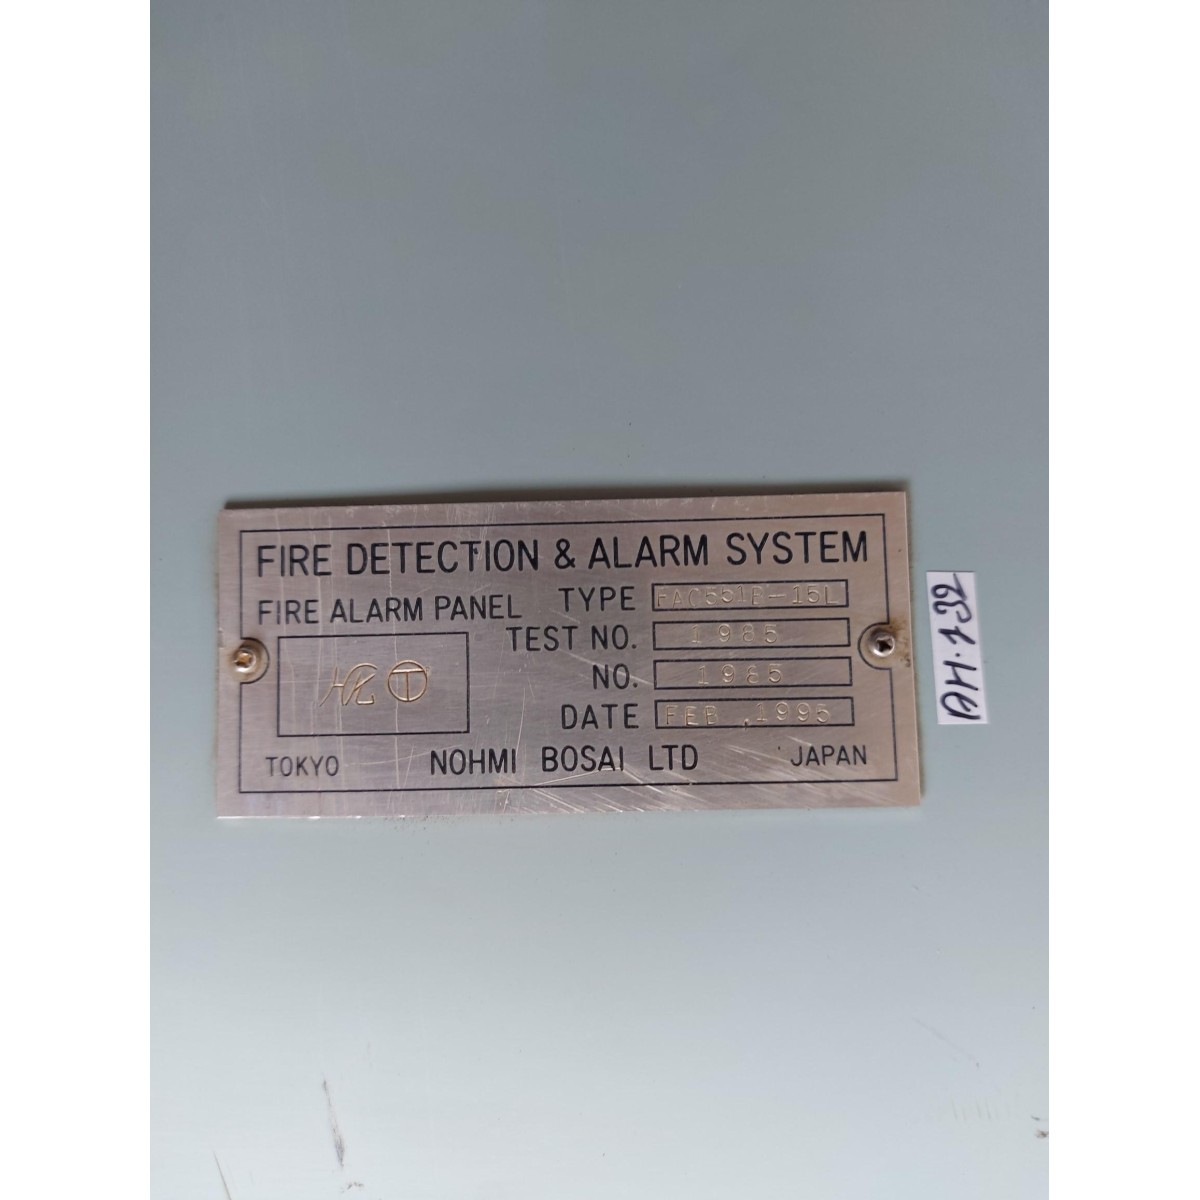 FIRE DETECTION & ALARM SYSTEM
FIRE ALARM PANEL TYPE FAC551B-15L
TEST NO. 1985
NO. 1985
DATE FEB ,1995
TOKYO NOHMI BOSAI LTD JAPAN
AH·132